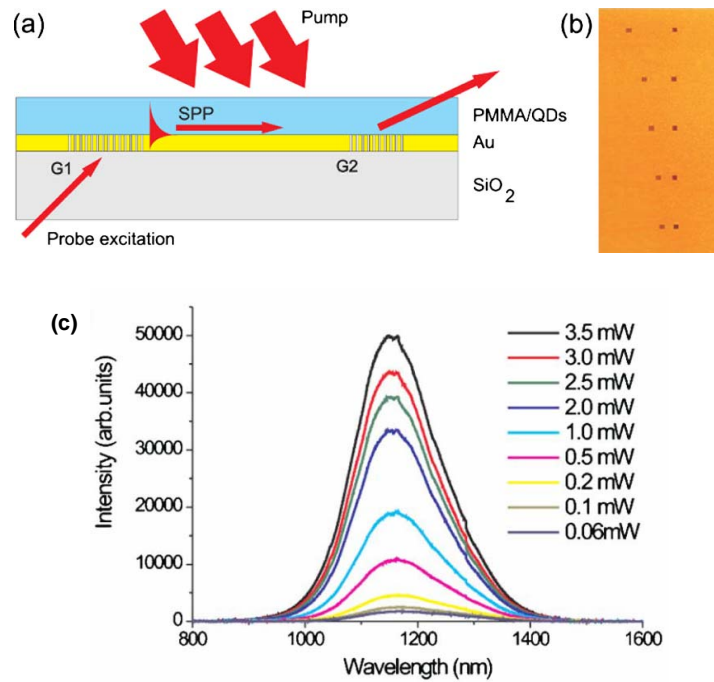 (a)
Pump
(b)
SPP
PMMA/QDs
Au
G1
G2
SiO2
Probe excitation
(c)
50000
40000
30000
20000
10000
0
Intensity (arb.units)
3.5 mW
3.0 mW
2.5 mW
2.0 mW
1.0 mW
0.5 mW
0.2 mW
0.1 mW
0.06mW
800 1000 1200 1400 1600
Wavelength (nm)